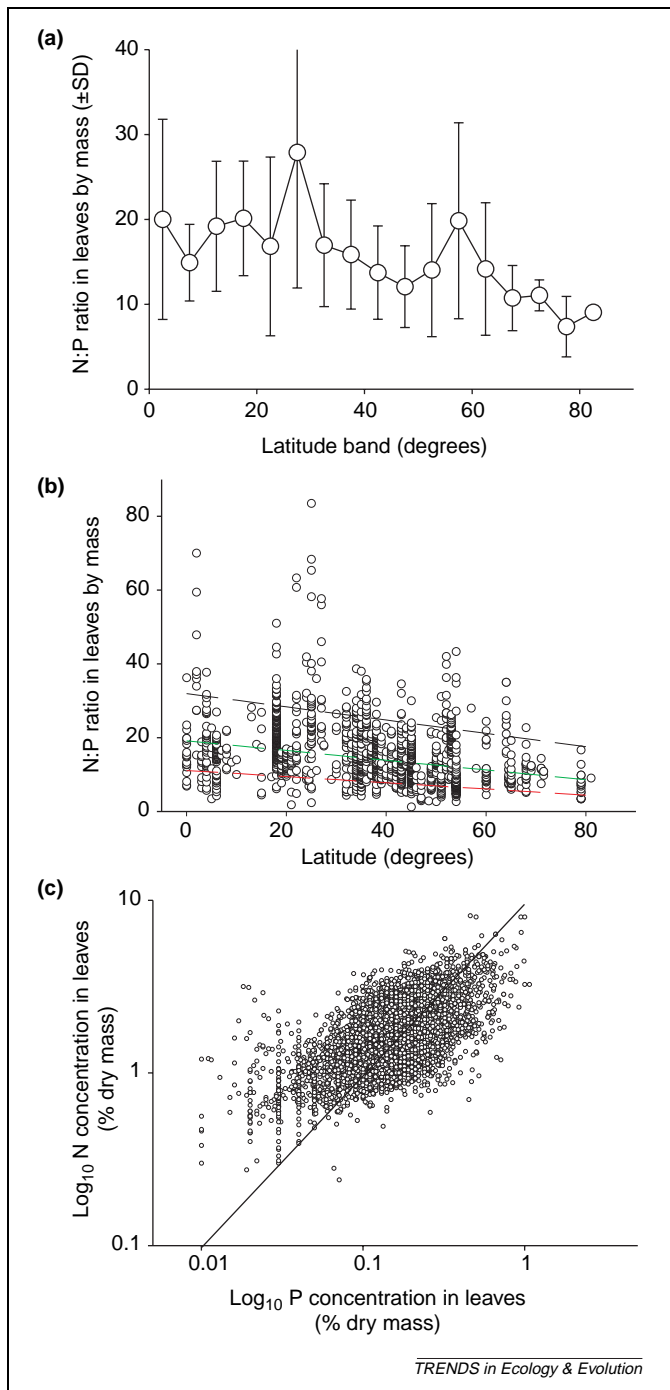 (a)
N:P ratio in leaves by mass (±SD)
40
30
20
10
0
0 20 40 60 80
Latitude band (degrees)
(b)
N:P ratio in leaves by mass
80
60
40
20
0
0 20 40 60 80
Latitude (degrees)
(c)
Log₁₀ N concentration in leaves
(% dry mass)
10
1
0.1
0.01 0.1 1
Log₁₀ P concentration in leaves
(% dry mass)
TRENDS in Ecology & Evolution